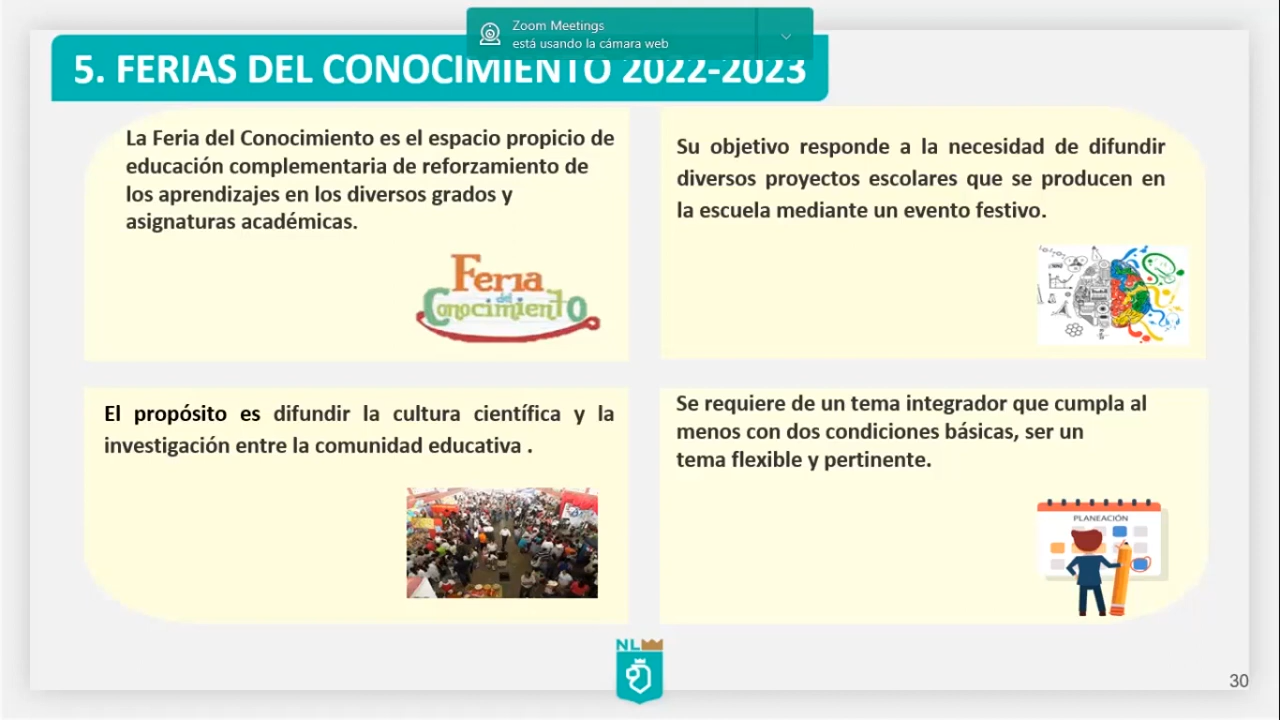 Zoom Meetings
está usando la cámara web
5. FERIAS DEL CONOCIMIENTO 2022-2023
La Feria del Conocimiento es el espacio propicio de
educación complementaria de reforzamiento de
los aprendizajes en los diversos grados y
asignaturas académicas.
Feria
del
Conocimiento
Su objetivo responde a la necesidad de difundir
diversos proyectos escolares que se producen en
la escuela mediante un evento festivo.
El propósito es difundir la cultura científica y la
investigación entre la comunidad educativa .
Se requiere de un tema integrador que cumpla al
menos con dos condiciones básicas, ser un
tema flexible y pertinente.
PLANEACIÓN
NL
30